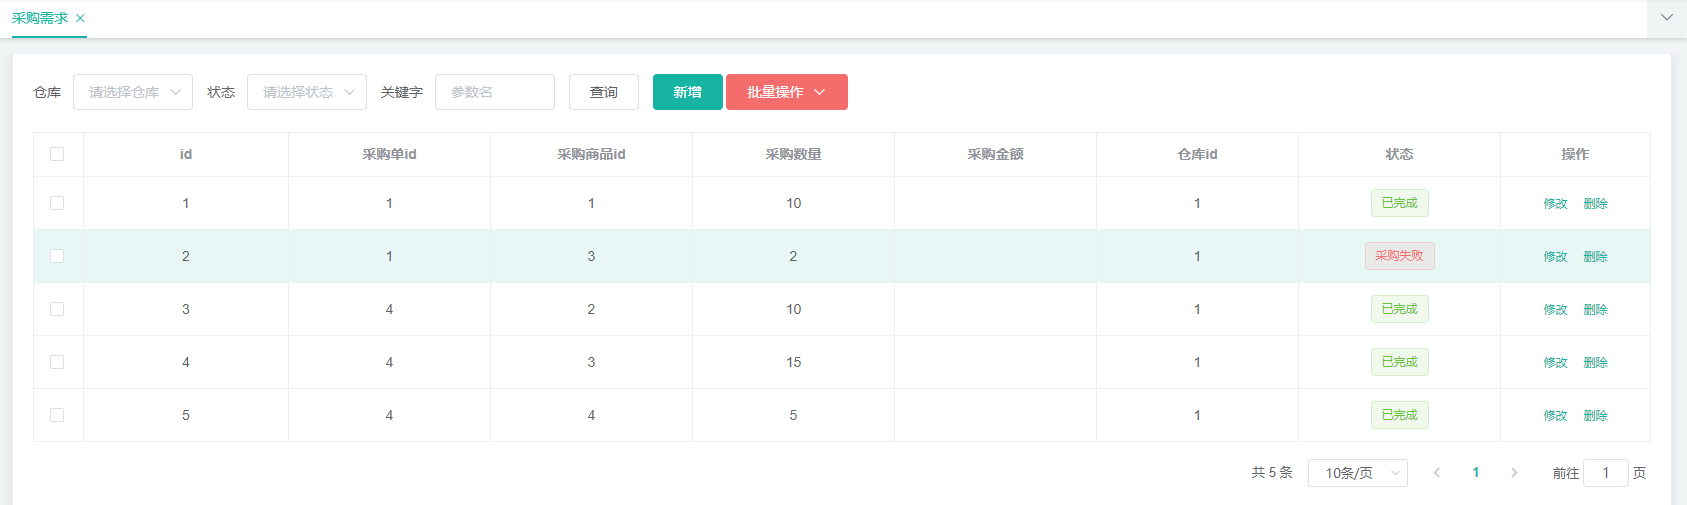 采购需求
仓库 请选择仓库 状态 请选择状态 关键字 参数名 查询 新增 批量操作
id 采购单id 采购商品id 采购数量 采购金额 仓库id 状态 操作
1 1 1 10 1 已完成 修改 删除
2 1 3 2 1 采购失败 修改 删除
3 4 2 10 1 已完成 修改 删除
4 4 3 15 1 已完成 修改 删除
5 4 4 5 1 已完成 修改 删除
共 5 条 10条/页 1 前往 1 页